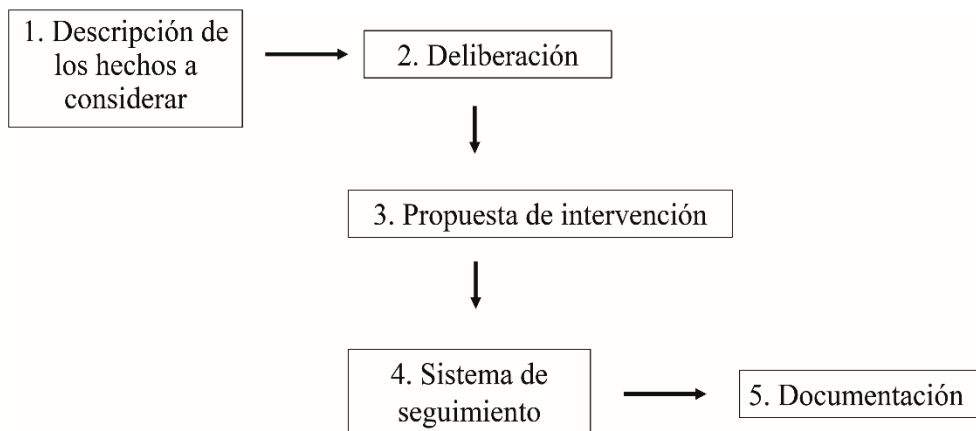 1. Descripción de
los hechos a
considerar
2. Deliberación
3. Propuesta de intervención
4. Sistema de
seguimiento
5. Documentación